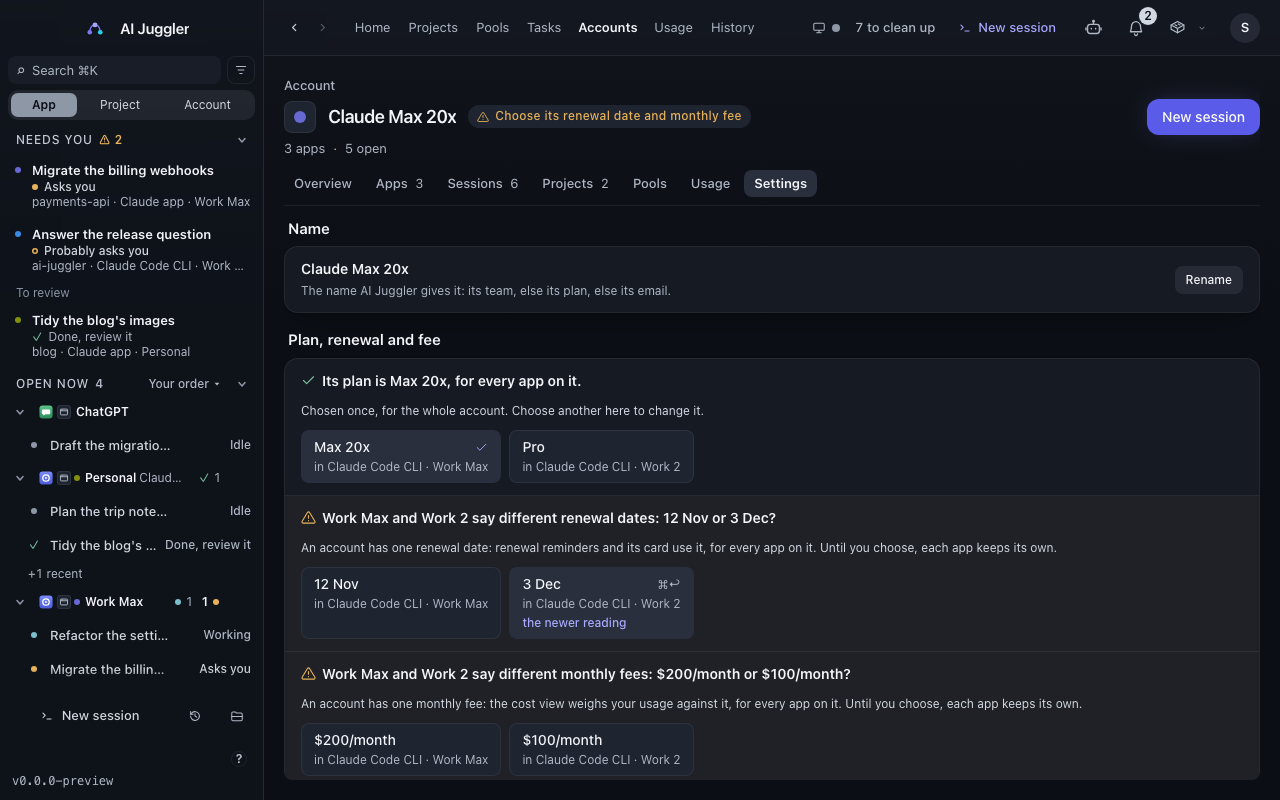 AI Juggler
Search ⌘K
App
Project
Account
NEEDS YOU 2
Migrate the billing webhooks
Asks you
payments-api · Claude app · Work Max
Answer the release question
Probably asks you
ai-juggler · Claude Code CLI · Work ...
To review
Tidy the blog's images
Done, review it
blog · Claude app · Personal
OPEN NOW 4
Your order
ChatGPT
Draft the migratio...
Idle
Personal Claud...
1
Plan the trip note...
Idle
Tidy the blog's ...
Done, review it
+1 recent
Work Max
1
1
Refactor the setti...
Working
Migrate the billin...
Asks you
New session
?
v0.0.0-preview
Home
Projects
Pools
Tasks
Accounts
Usage
History
7 to clean up
New session
2
S
Account
Claude Max 20x
Choose its renewal date and monthly fee
New session
3 apps · 5 open
Overview
Apps 3
Sessions 6
Projects 2
Pools
Usage
Settings
Name
Claude Max 20x
The name AI Juggler gives it: its team, else its plan, else its email.
Rename
Plan, renewal and fee
Its plan is Max 20x, for every app on it.
Chosen once, for the whole account. Choose another here to change it.
Max 20x
in Claude Code CLI · Work Max
Pro
in Claude Code CLI · Work 2
Work Max and Work 2 say different renewal dates: 12 Nov or 3 Dec?
An account has one renewal date: renewal reminders and its card use it, for every app on it. Until you choose, each app keeps its own.
12 Nov
in Claude Code CLI · Work Max
3 Dec ⌘↩
in Claude Code CLI · Work 2
the newer reading
Work Max and Work 2 say different monthly fees: $200/month or $100/month?
An account has one monthly fee: the cost view weighs your usage against it, for every app on it. Until you choose, each app keeps its own.
$200/month
in Claude Code CLI · Work Max
$100/month
in Claude Code CLI · Work 2